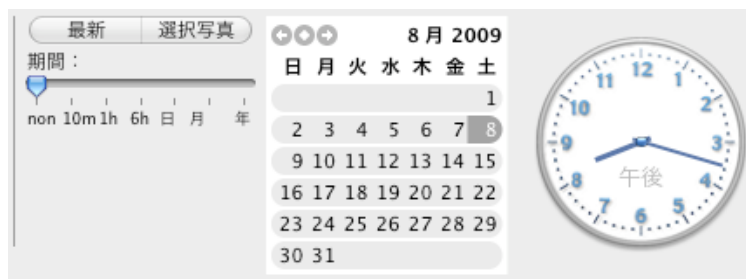 最新 選択写真
期間：
non 10m 1h 6h 日 月 年
8月 2009
日 月 火 水 木 金 土
1
2 3 4 5 6 7 8
9 10 11 12 13 14 15
16 17 18 19 20 21 22
23 24 25 26 27 28 29
30 31
12
11 1
10 2
9 3
午後
8 4
7 5
6